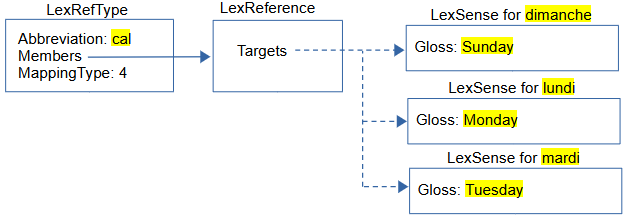 LexRefType
Abbreviation: cal
Members
MappingType: 4
LexReference
Targets
LexSense for dimanche
Gloss: Sunday
LexSense for lundi
Gloss: Monday
LexSense for mardi
Gloss: Tuesday